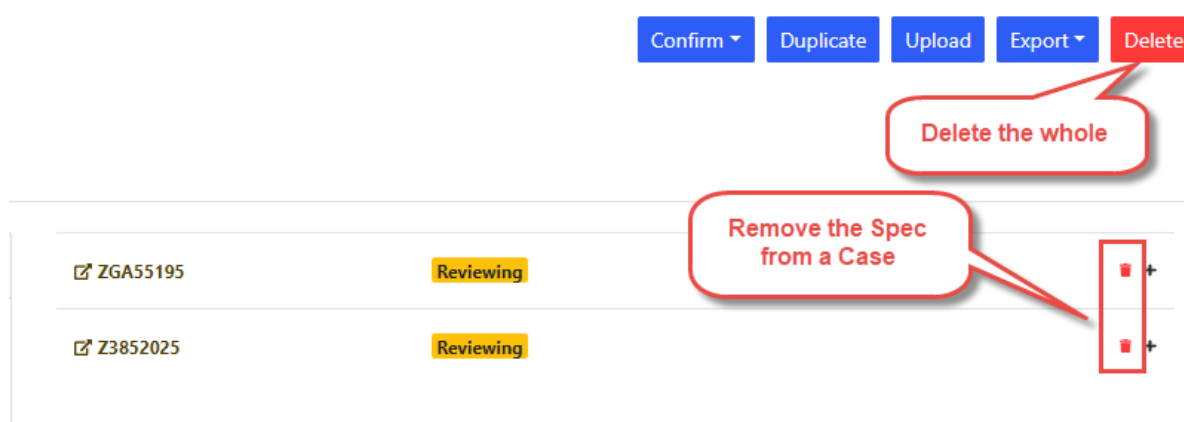 Confirm Duplicate Upload Export Delete
Delete the whole
Remove the Spec
from a Case
ZGA55195 Reviewing
Z3852025 Reviewing